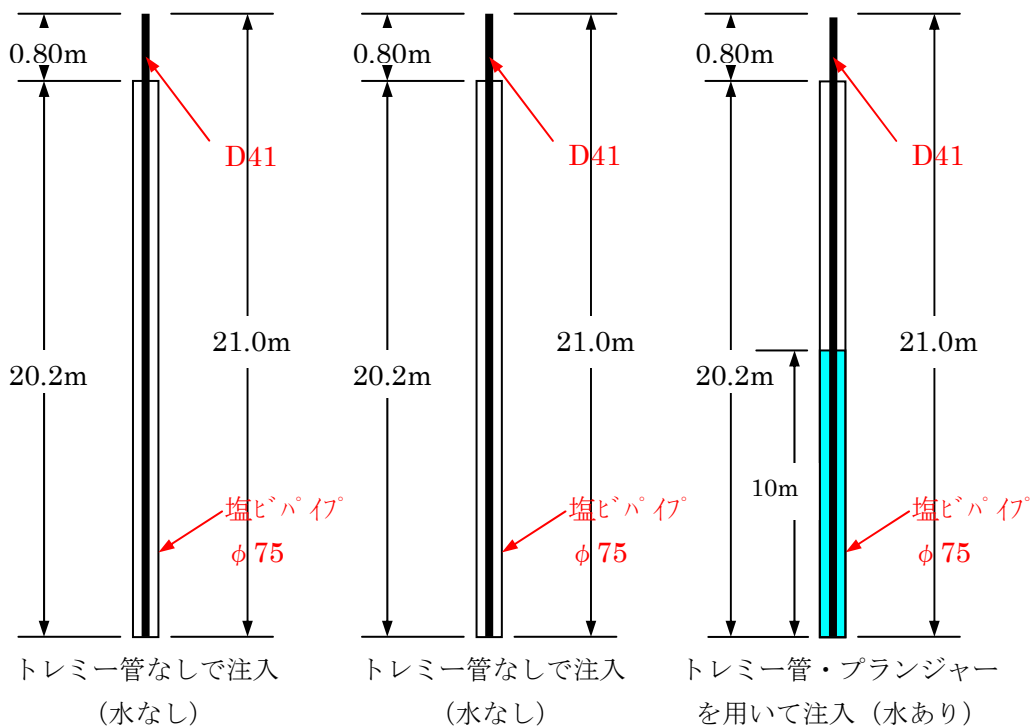 0.80m
D41
21.0m
20.2m
塩ﾋﾞﾊﾟｲﾌﾟ
φ75
トレミー管なしで注入
（水なし）
0.80m
D41
21.0m
20.2m
塩ﾋﾞﾊﾟｲﾌﾟ
φ75
トレミー管なしで注入
（水なし）
0.80m
D41
21.0m
20.2m
10m
塩ﾋﾞﾊﾟｲﾌﾟ
φ75
トレミー管・プランジャー
を用いて注入（水あり）